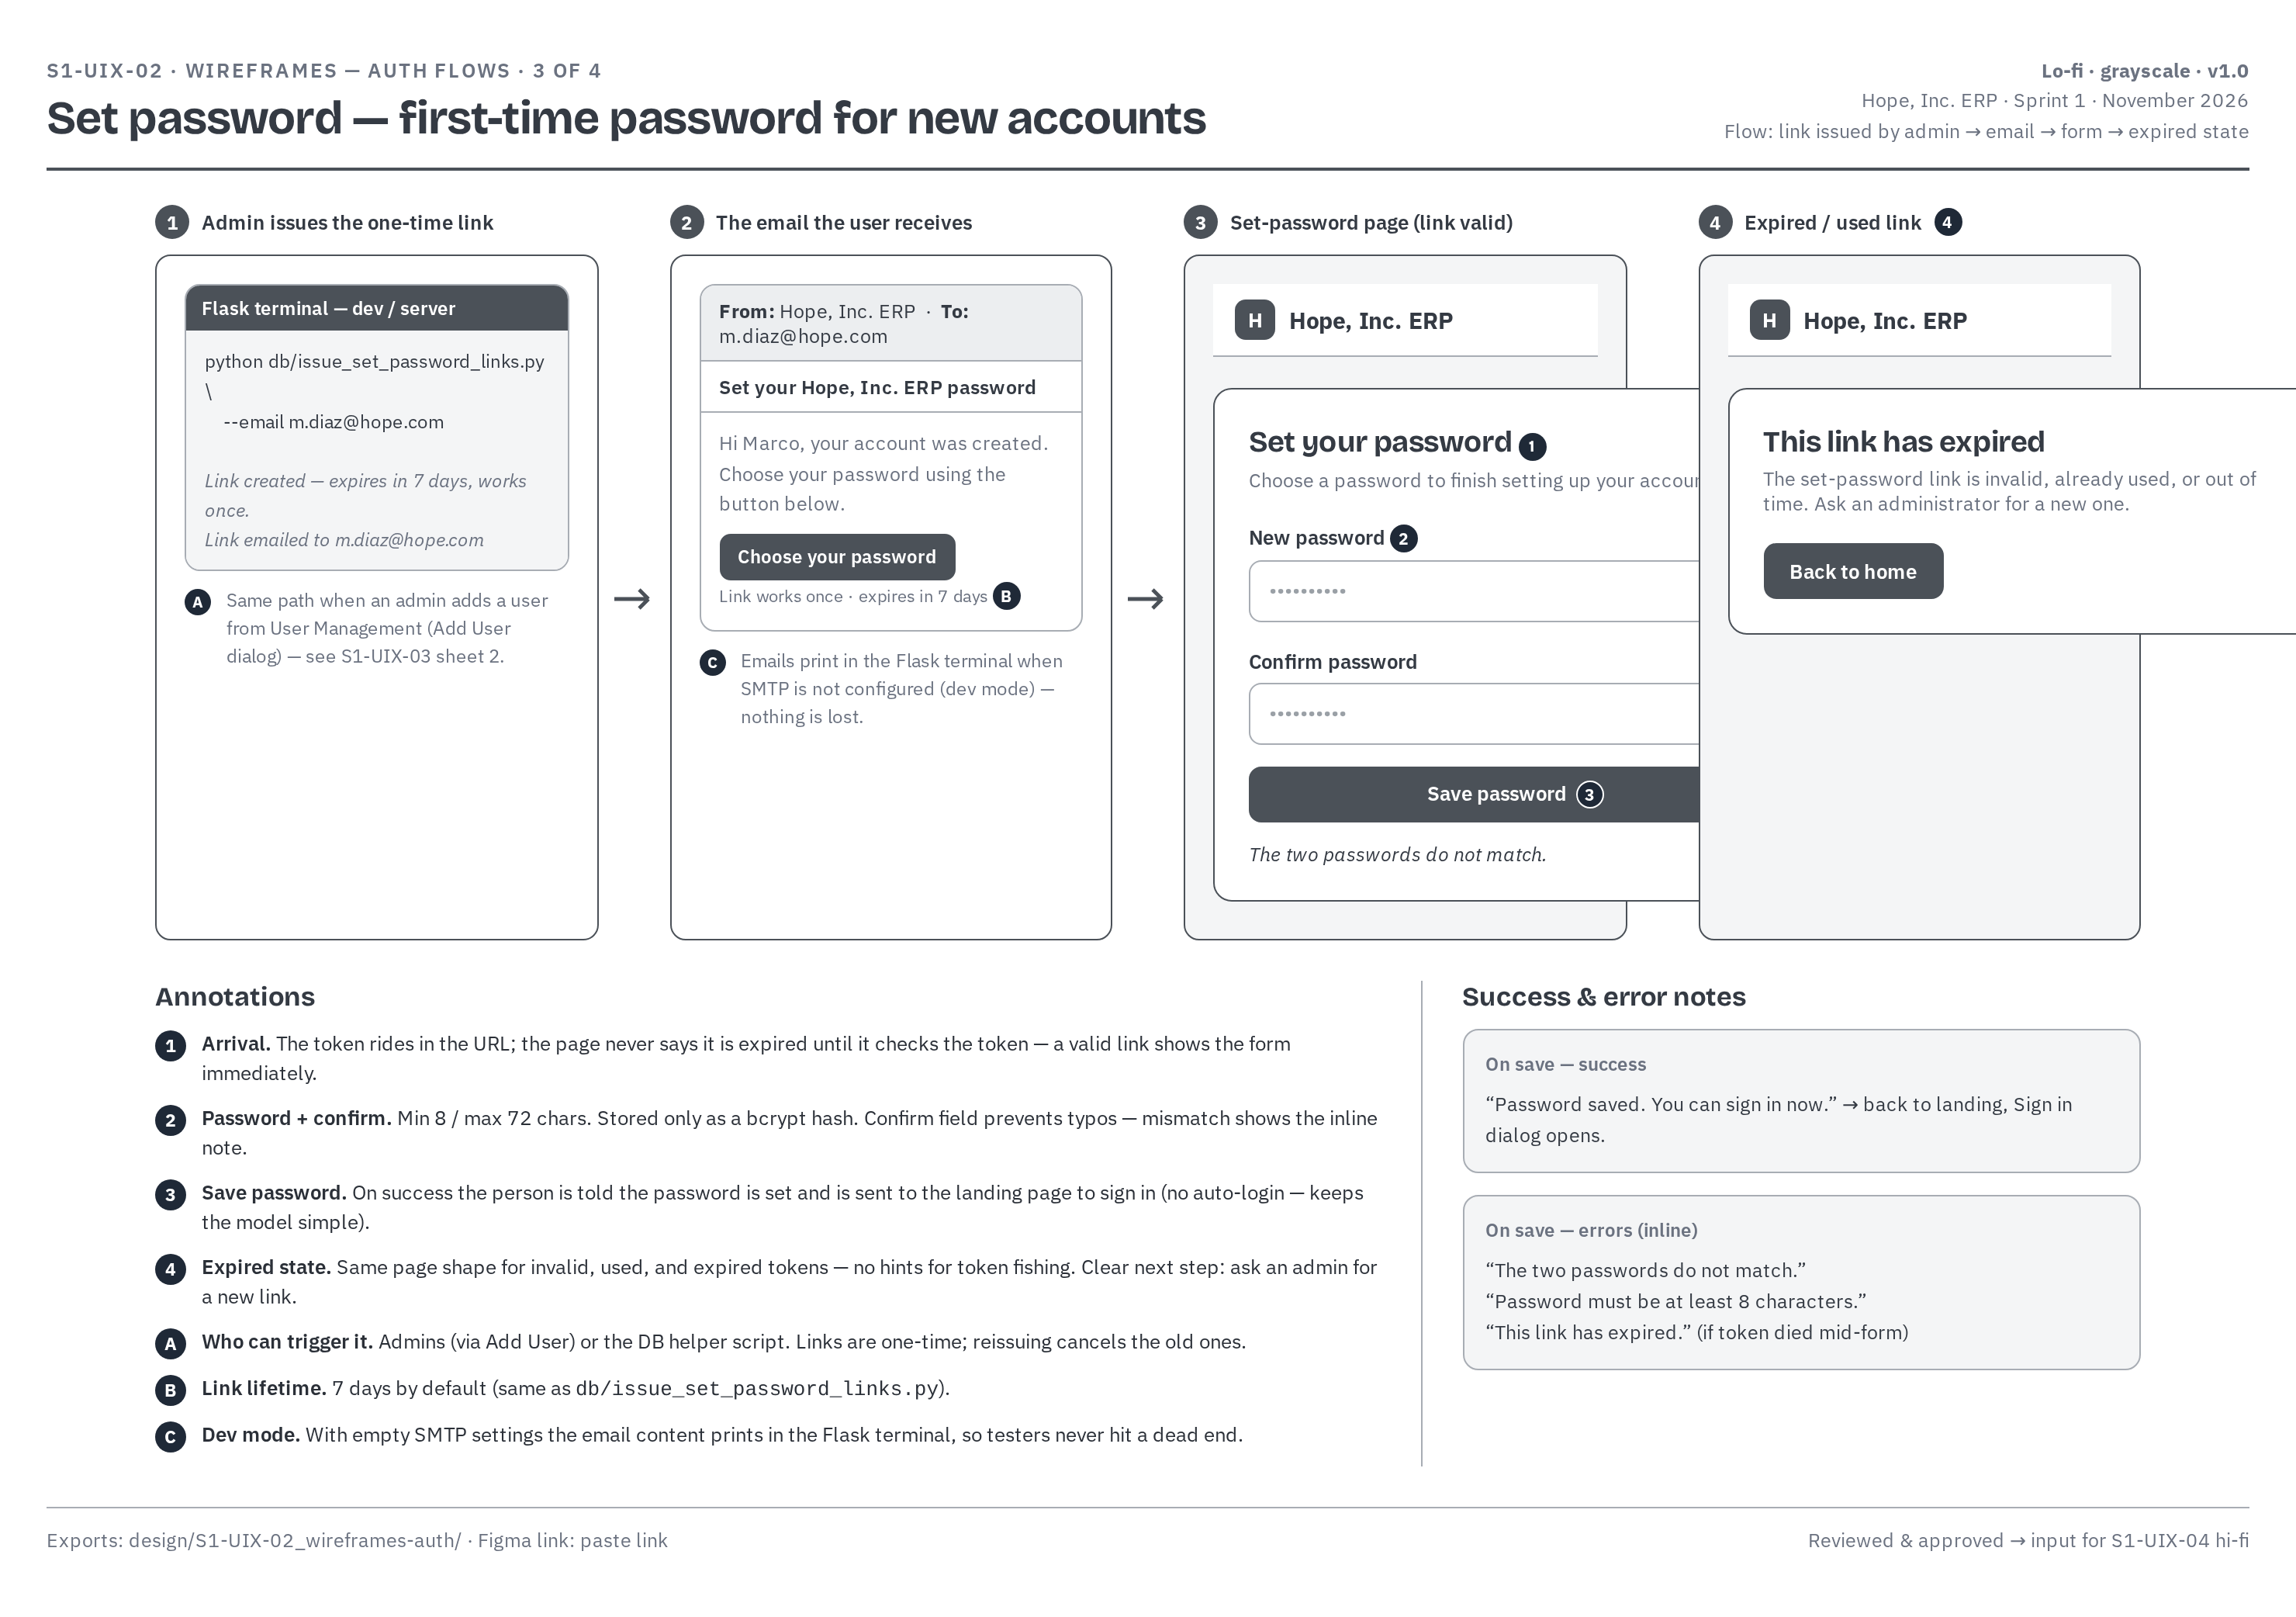 S1-UIX-02 · WIREFRAMES — AUTH FLOWS · 3 OF 4
Set password — first-time password for new accounts
Lo-fi · grayscale · v1.0
Hope, Inc. ERP · Sprint 1 · November 2026
Flow: link issued by admin → email → form → expired state
1 Admin issues the one-time link
Flask terminal — dev / server
python db/issue_set_password_links.py
\
--email m.diaz@hope.com
Link created — expires in 7 days, works
once.
Link emailed to m.diaz@hope.com
A Same path when an admin adds a user
from User Management (Add User
dialog) — see S1-UIX-03 sheet 2.
→
2 The email the user receives
From: Hope, Inc. ERP · To:
m.diaz@hope.com
Set your Hope, Inc. ERP password
Hi Marco, your account was created.
Choose your password using the
button below.
Choose your password
Link works once · expires in 7 days B
C Emails print in the Flask terminal when
SMTP is not configured (dev mode) —
nothing is lost.
→
3 Set-password page (link valid)
H Hope, Inc. ERP
Set your password 1
Choose a password to finish setting up your accour
New password 2
••••••••••
Confirm password
••••••••••
Save password 3
The two passwords do not match.
4 Expired / used link 4
H Hope, Inc. ERP
This link has expired
The set-password link is invalid, already used, or out of
time. Ask an administrator for a new one.
Back to home
Annotations
1 Arrival. The token rides in the URL; the page never says it is expired until it checks the token — a valid link shows the form
immediately.
2 Password + confirm. Min 8 / max 72 chars. Stored only as a bcrypt hash. Confirm field prevents typos — mismatch shows the inline
note.
3 Save password. On success the person is told the password is set and is sent to the landing page to sign in (no auto-login — keeps
the model simple).
4 Expired state. Same page shape for invalid, used, and expired tokens — no hints for token fishing. Clear next step: ask an admin for
a new link.
A Who can trigger it. Admins (via Add User) or the DB helper script. Links are one-time; reissuing cancels the old ones.
B Link lifetime. 7 days by default (same as db/issue_set_password_links.py).
C Dev mode. With empty SMTP settings the email content prints in the Flask terminal, so testers never hit a dead end.
Success & error notes
On save — success
“Password saved. You can sign in now.” → back to landing, Sign in
dialog opens.
On save — errors (inline)
“The two passwords do not match.”
“Password must be at least 8 characters.”
“This link has expired.” (if token died mid-form)
Exports: design/S1-UIX-02_wireframes-auth/ · Figma link: paste link
Reviewed & approved → input for S1-UIX-04 hi-fi